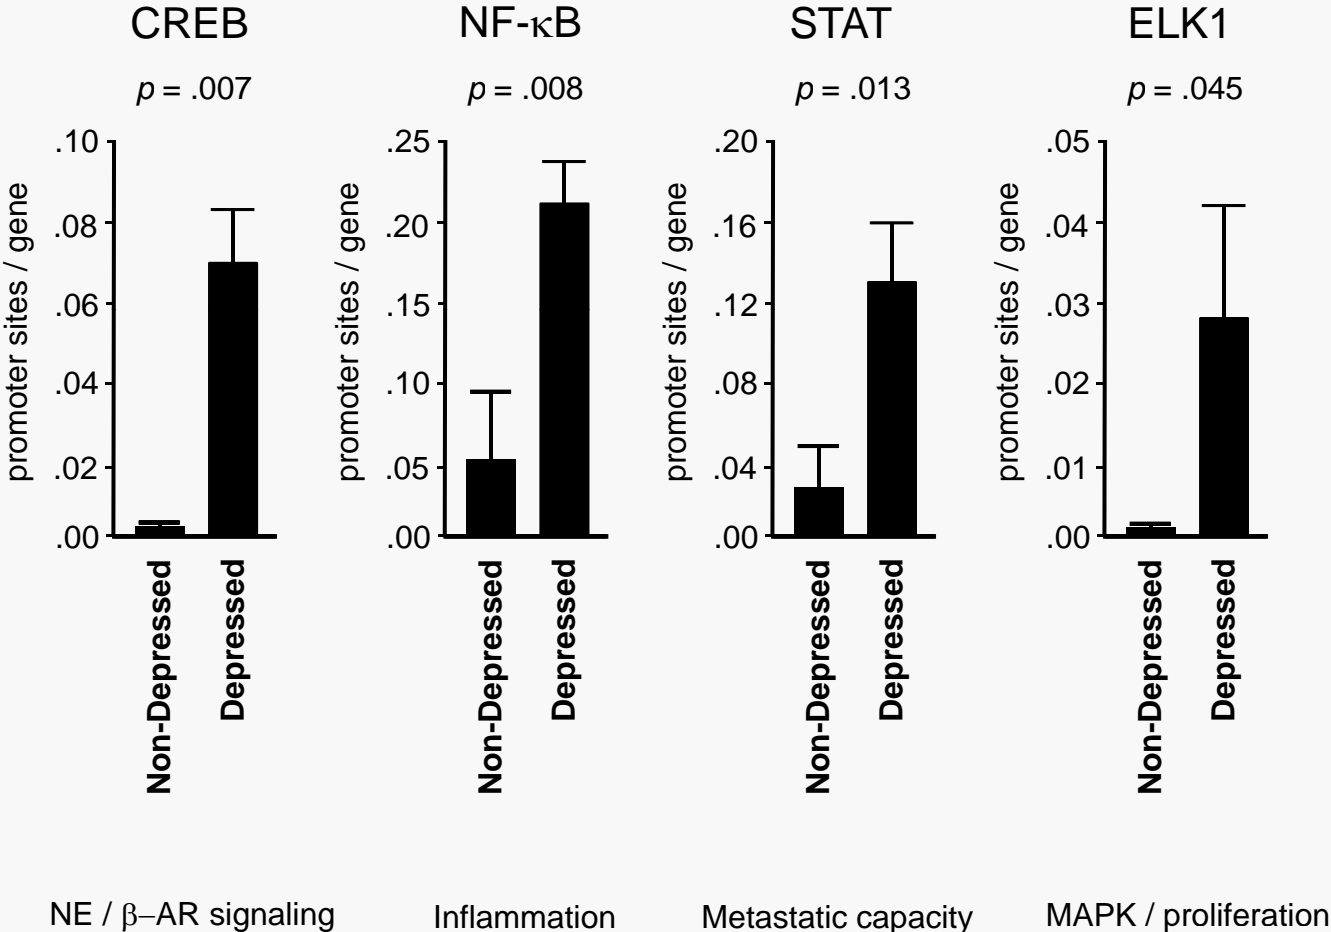 CREB
p = .007
.10
.08
.06
.04
.02
.00
promoter sites / gene
Non-Depressed
Depressed
NE / β–AR signaling
NF-κB
p = .008
.25
.20
.15
.10
.05
.00
promoter sites / gene
Non-Depressed
Depressed
Inflammation
STAT
p = .013
.20
.16
.12
.08
.04
.00
promoter sites / gene
Non-Depressed
Depressed
Metastatic capacity
ELK1
p = .045
.05
.04
.03
.02
.01
.00
promoter sites / gene
Non-Depressed
Depressed
MAPK / proliferation